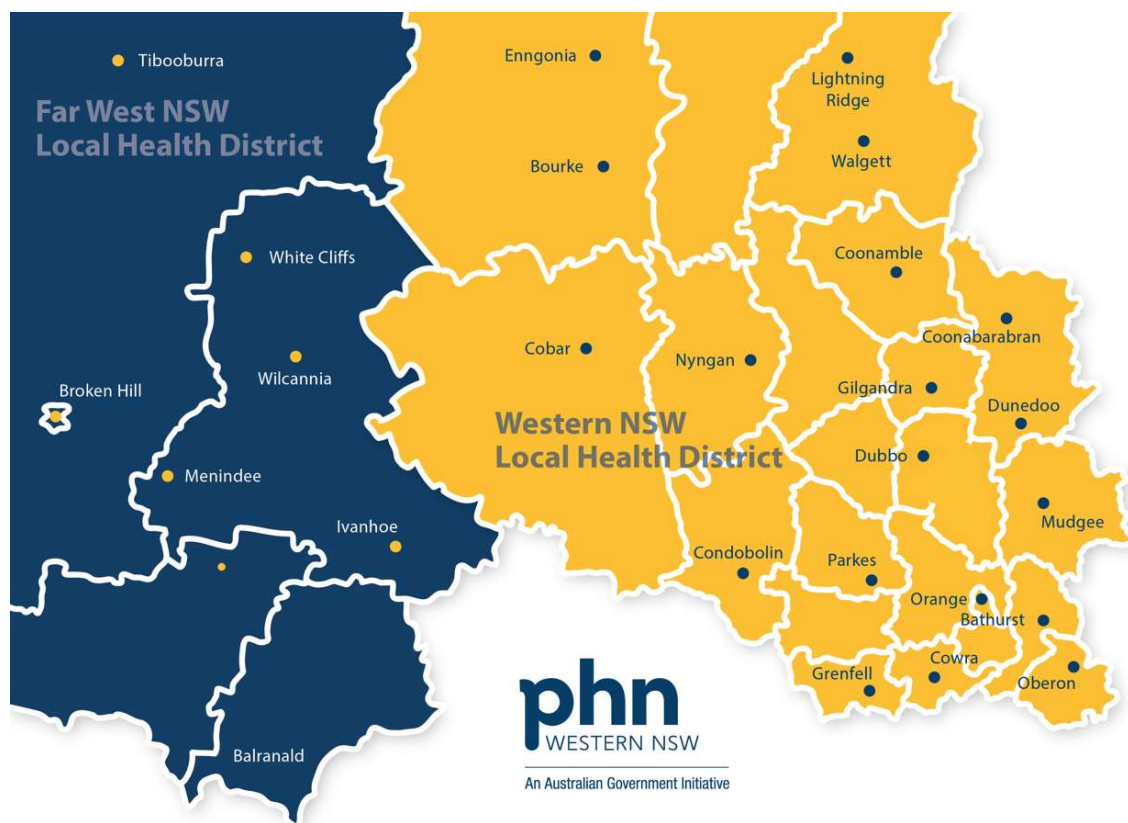 Tibooburra
Far West NSW
Local Health District
White Cliffs
Wilcannia
Broken Hill
Menindee
Ivanhoe
Balranald
Enngonia
Bourke
Lightning
Ridge
Walgett
Coonamble
Cobar
Nyngan
Coonabarabran
Gilgandra
Dunedoo
Western NSW
Local Health District
Dubbo
Mudgee
Condobolin
Parkes
Orange
Bathurst
Grenfell
Cowra
Oberon
phn
WESTERN NSW
An Australian Government Initiative